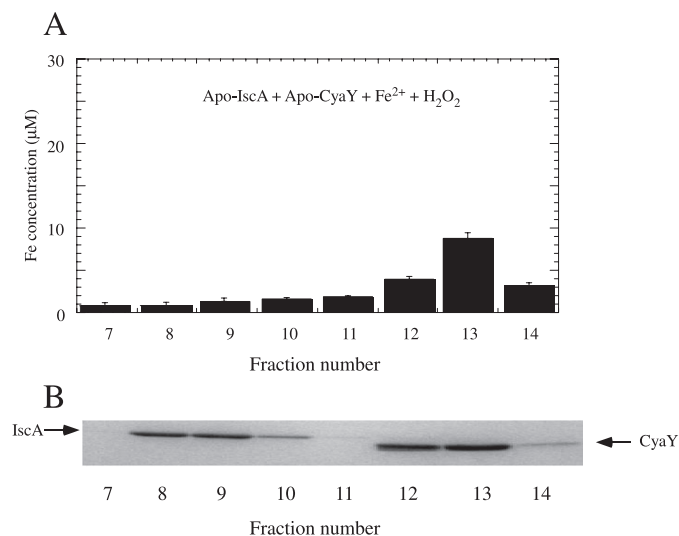 A
30
Apo-IscA + Apo-CyaY + Fe²⁺ + H₂O₂
20
Fe concentration (μM)
10
0
7 8 9 10 11 12 13 14
Fraction number
B
IscA
CyaY
7 8 9 10 11 12 13 14
Fraction number